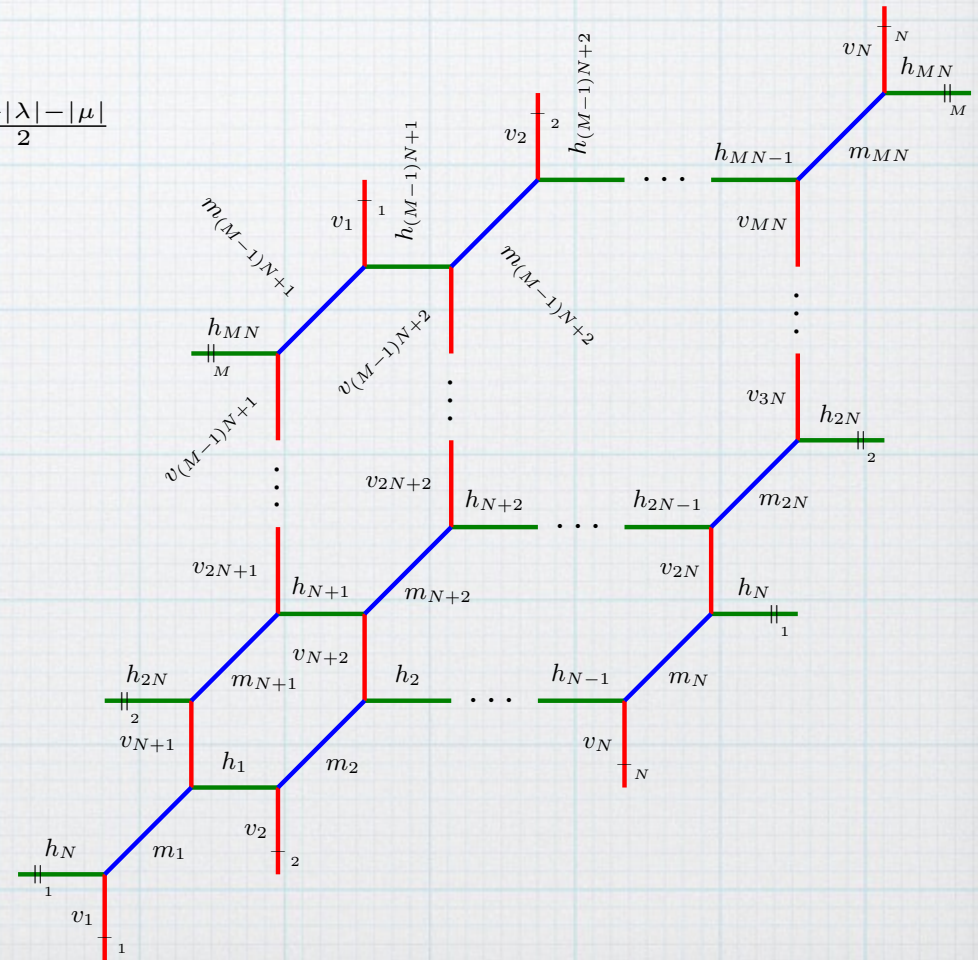 N
v_N
h_{MN}
M
-|λ|-|μ|
2
h_{(M-1)N+2}
v_2
2
h_{MN-1}
m_{MN}
h_{(M-1)N+1}
v_1
1
m_{(M-1)N+1}
v_{MN}
m_{(M-1)N+2}
h_{MN}
M
v_{(M-1)N+2}
v_{(M-1)N+1}
v_{3N}
h_{2N}
2
v_{2N+2}
h_{N+2}
h_{2N-1}
m_{2N}
v_{2N+1}
h_{N+1}
v_{2N}
h_N
1
m_{N+2}
v_{N+2}
h_{2N}
2
m_{N+1}
h_2
h_{N-1}
m_N
v_{N+1}
h_1
m_2
v_N
N
h_N
1
m_1
v_2
2
v_1
1